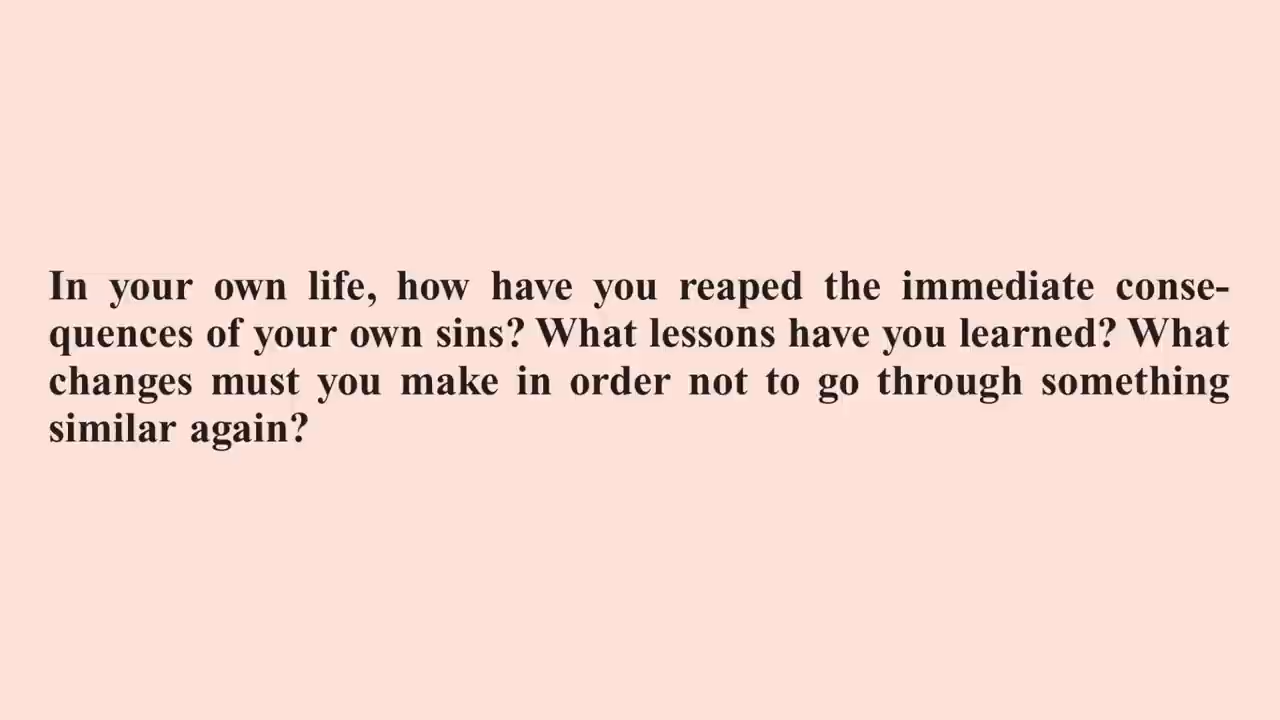 In your own life, how have you reaped the immediate conse-
quences of your own sins? What lessons have you learned? What
changes must you make in order not to go through something
similar again?